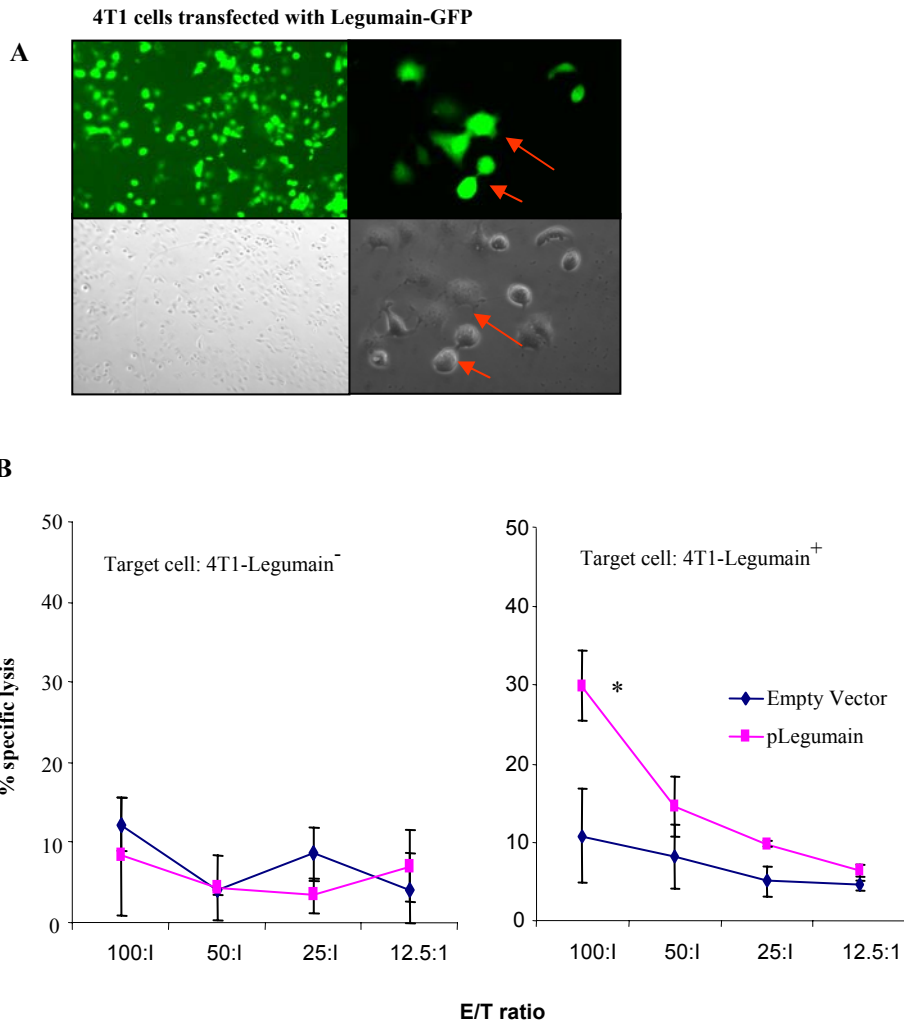 4T1 cells transfected with Legumain-GFP
A
B
50
40
30
20
10
0
Target cell: 4T1-Legumain-
% specific lysis
100:I 50:I 25:I 12.5:1
50
40
30
20
10
0
Target cell: 4T1-Legumain+
*
Empty Vector
pLegumain
100:I 50:I 25:I 12.5:1
E/T ratio